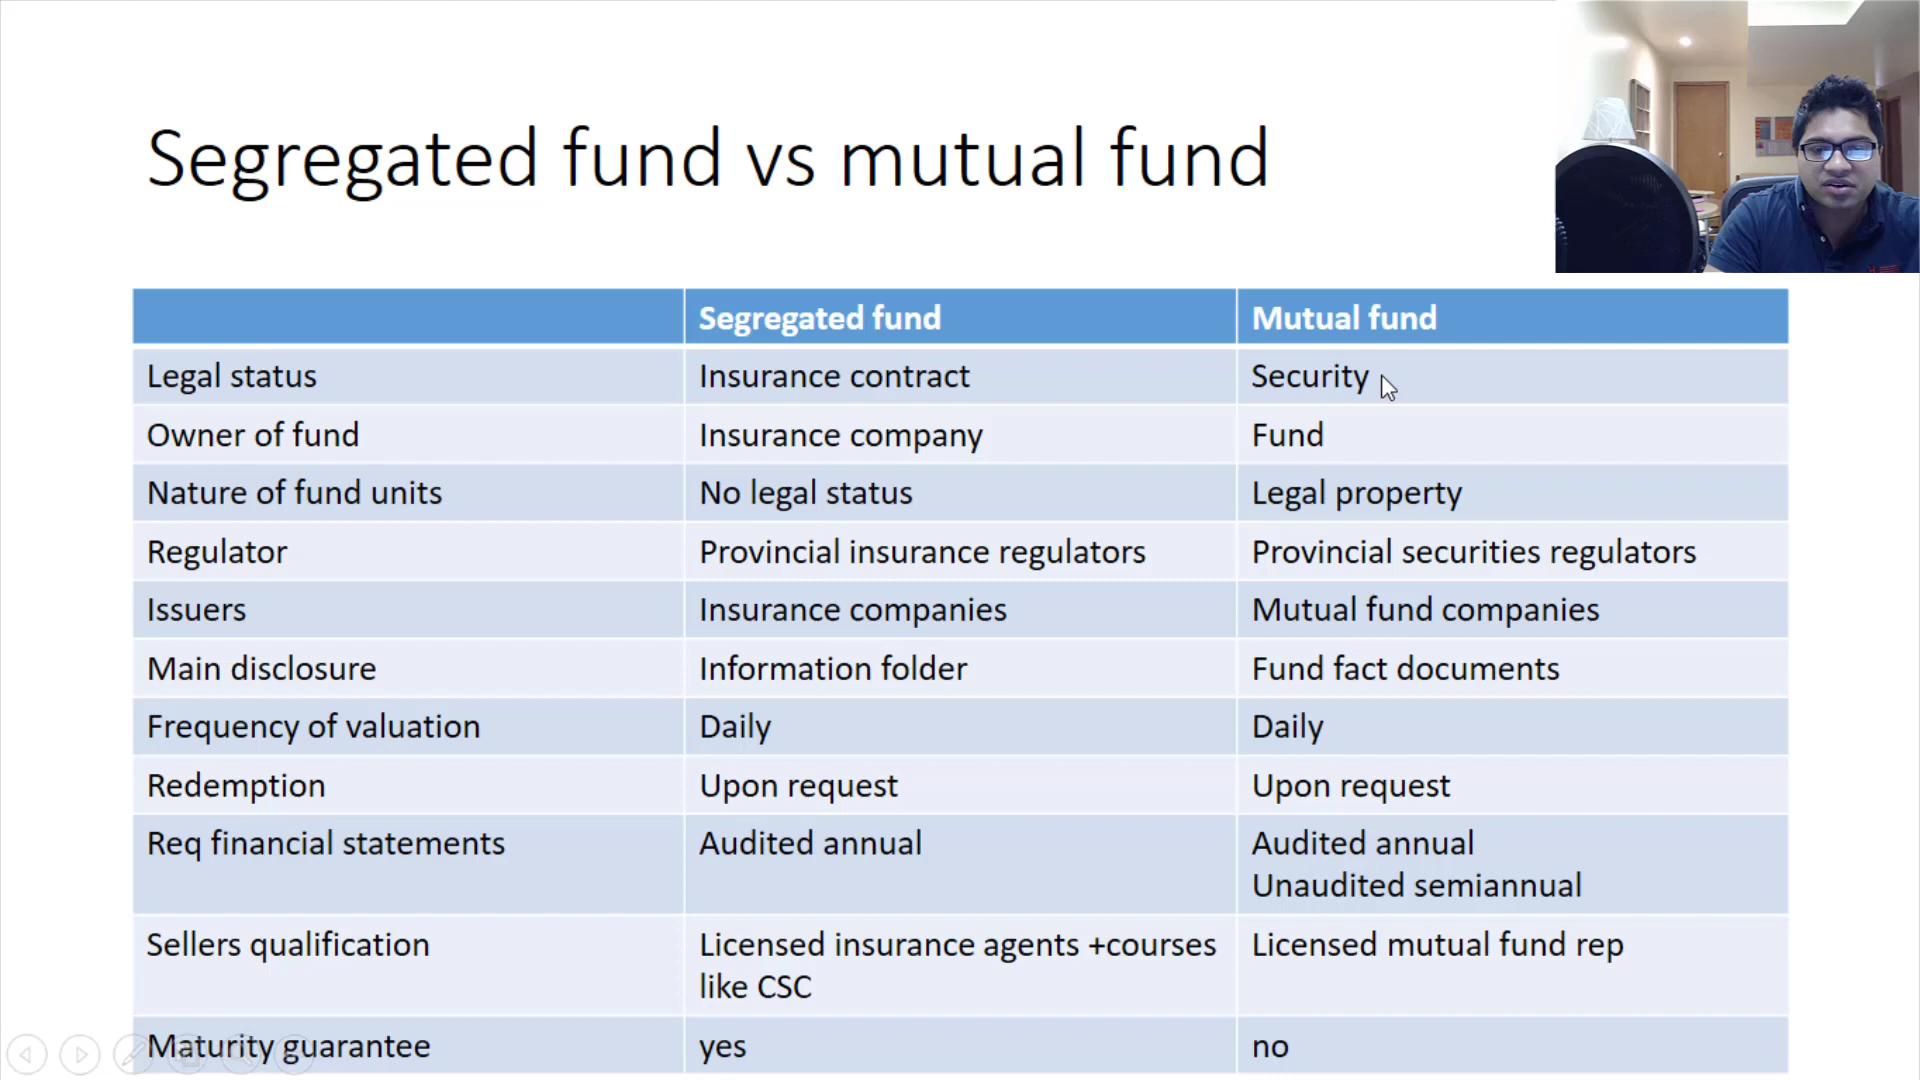 Segregated fund vs mutual fund
Segregated fund Mutual fund
Legal status Insurance contract Security
Owner of fund Insurance company Fund
Nature of fund units No legal status Legal property
Regulator Provincial insurance regulators Provincial securities regulators
Issuers Insurance companies Mutual fund companies
Main disclosure Information folder Fund fact documents
Frequency of valuation Daily Daily
Redemption Upon request Upon request
Req financial statements Audited annual Audited annual
Unaudited semiannual
Sellers qualification Licensed insurance agents +courses Licensed mutual fund rep
like CSC
Maturity guarantee yes no